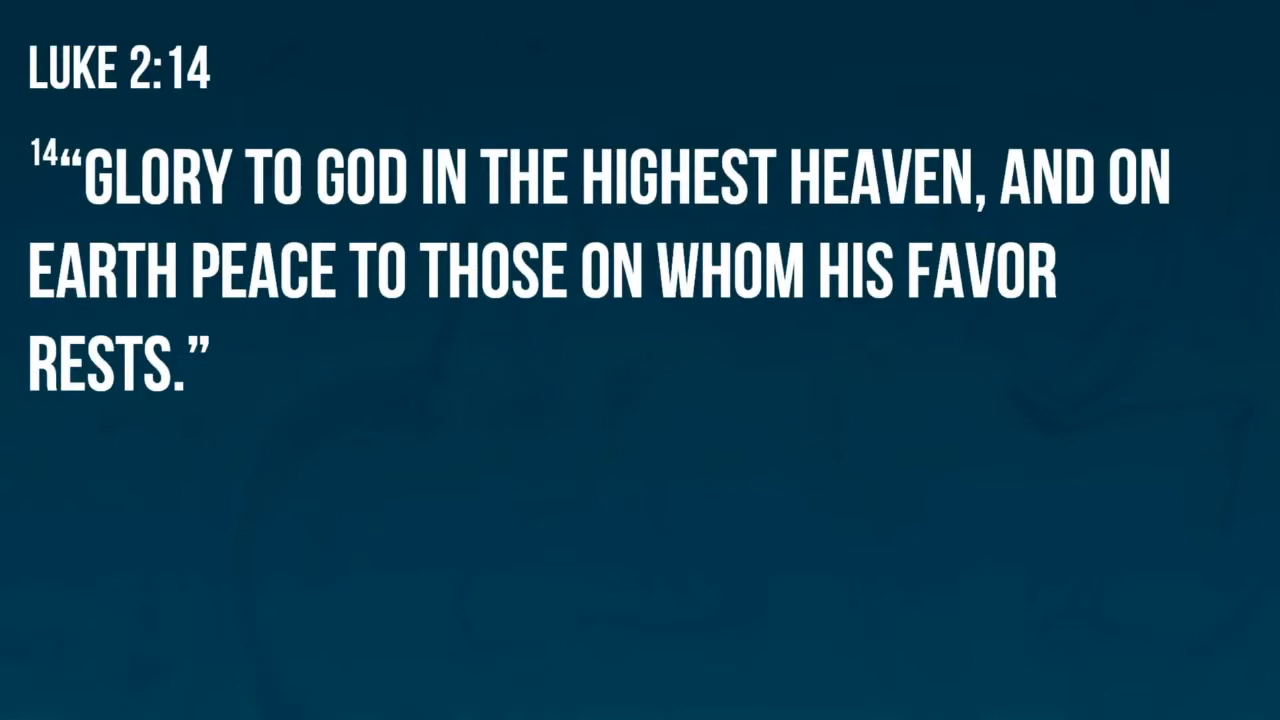 LUKE 2:14
14“GLORY TO GOD IN THE HIGHEST HEAVEN, AND ON
EARTH PEACE TO THOSE ON WHOM HIS FAVOR
RESTS.”